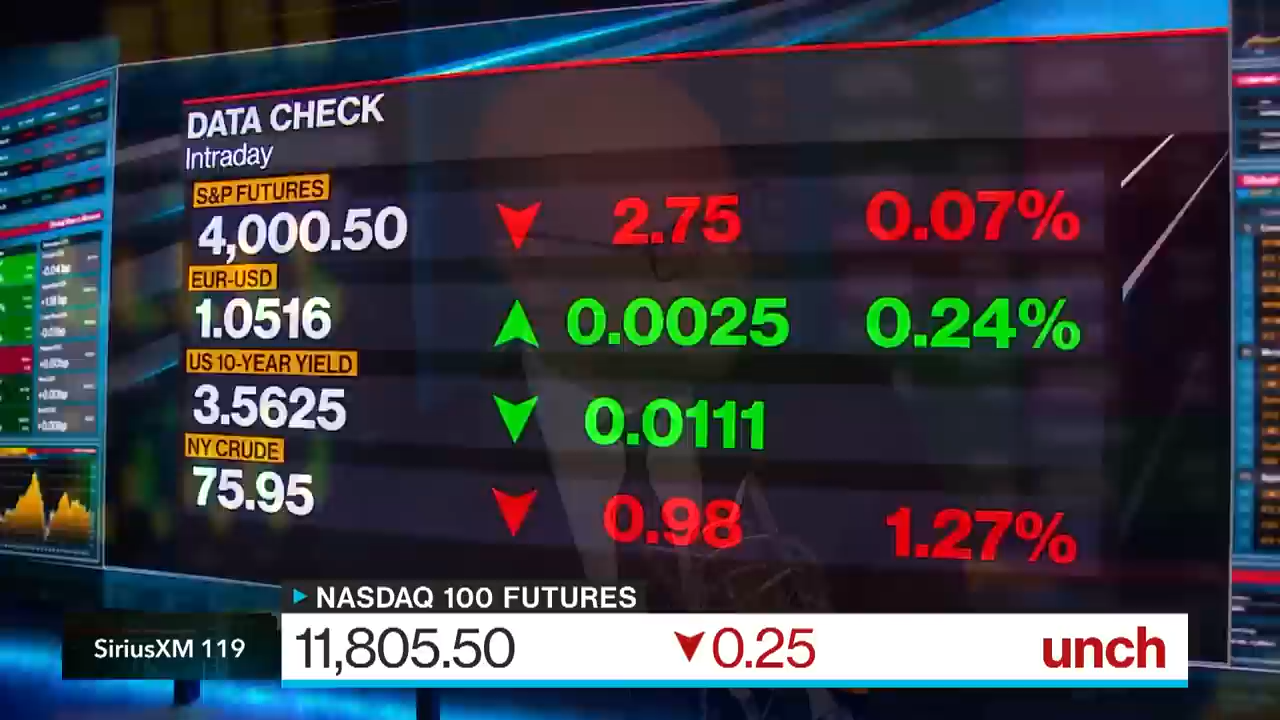 DATA CHECK
Intraday
S&P FUTURES
4,000.50 2.75 0.07%
EUR-USD
1.0516 0.0025 0.24%
US 10-YEAR YIELD
3.5625 0.0111
NY CRUDE
75.95 0.98 1.27%
NASDAQ 100 FUTURES
SiriusXM 119 11,805.50 0.25 unch